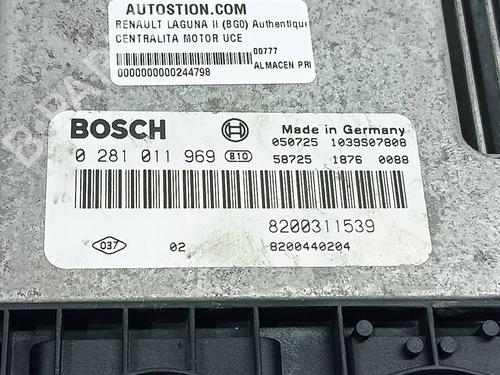 AUTOSTION.COM
RENAULT LAGUNA II (BG0) Authentique
CENTRALITA MOTOR UCE
00777
0000000000244798 ALMACEN PRI
BOSCH Made in Germany
050725 1039S07808
0 281 011 969 B10 58725 1876 0088
8200311539
037 02 8200440204